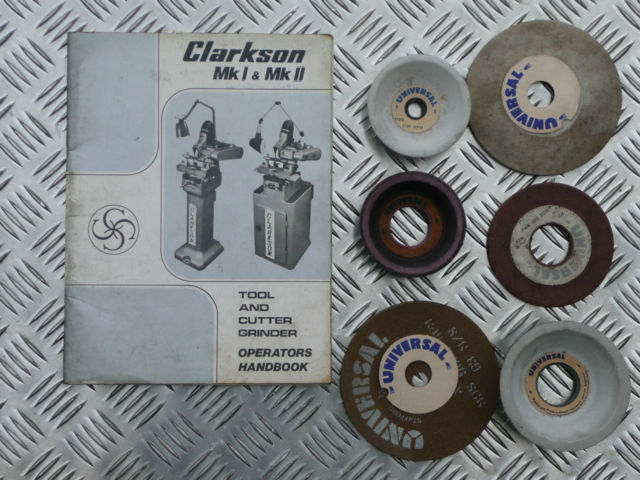 Clarkson
Mk I & Mk II
CLARKSON
CLARKSON
TOOL
AND
CUTTER
GRINDER
OPERATORS
HANDBOOK
UNIVERSAL
UNIVERSAL
UNIVERSAL
UNIVERSAL
UNIVERSAL
UNIVERSAL
STAFFORD
UNIVERSAL